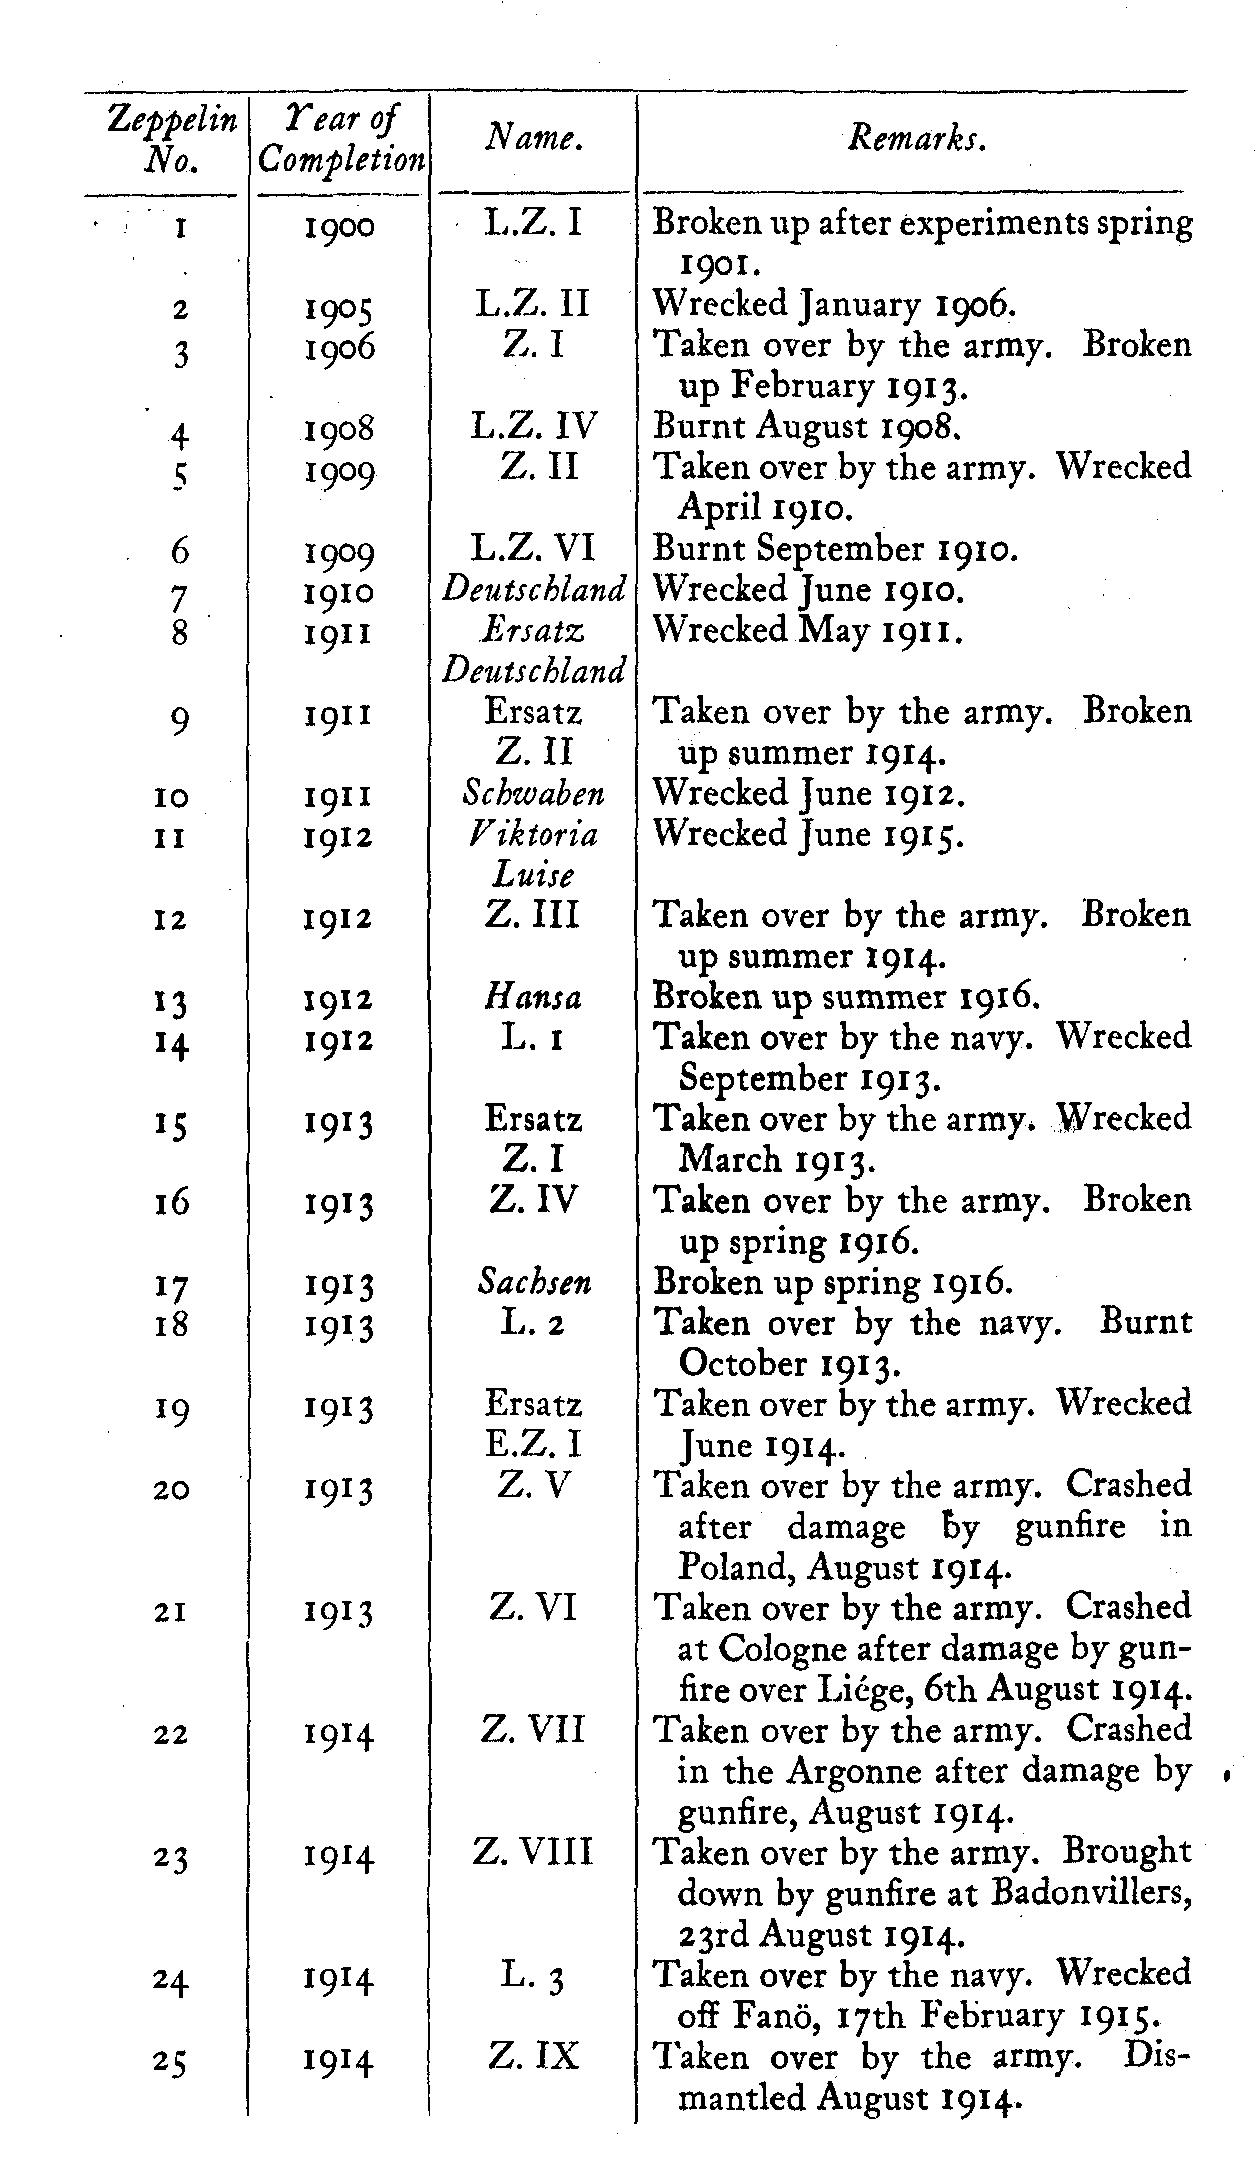 Zeppelin No. Year of Completion Name. Remarks.
1 1900 L.Z. I Broken up after experiments spring
1901.
2 1905 L.Z. II Wrecked January 1906.
3 1906 Z. I Taken over by the army. Broken
up February 1913.
4 1908 L.Z. IV Burnt August 1908.
5 1909 Z. II Taken over by the army. Wrecked
April 1910.
6 1909 L.Z. VI Burnt September 1910.
7 1910 Deutschland Wrecked June 1910.
8 1911 Ersatz Wrecked May 1911.
Deutschland
9 1911 Ersatz Taken over by the army. Broken
Z. II up summer 1914.
10 1911 Schwaben Wrecked June 1912.
11 1912 Viktoria Wrecked June 1915.
Luise
12 1912 Z. III Taken over by the army. Broken
up summer 1914.
13 1912 Hansa Broken up summer 1916.
14 1912 L. 1 Taken over by the navy. Wrecked
September 1913.
15 1913 Ersatz Taken over by the army. Wrecked
Z. I March 1913.
16 1913 Z. IV Taken over by the army. Broken
up spring 1916.
17 1913 Sachsen Broken up spring 1916.
18 1913 L. 2 Taken over by the navy. Burnt
October 1913.
19 1913 Ersatz Taken over by the army. Wrecked
E.Z. I June 1914.
20 1913 Z. V Taken over by the army. Crashed
after damage by gunfire in
Poland, August 1914.
21 1913 Z. VI Taken over by the army. Crashed
at Cologne after damage by gun-
fire over Liége, 6th August 1914.
22 1914 Z. VII Taken over by the army. Crashed
in the Argonne after damage by
gunfire, August 1914.
23 1914 Z. VIII Taken over by the army. Brought
down by gunfire at Badonvillers,
23rd August 1914.
24 1914 L. 3 Taken over by the navy. Wrecked
off Fanö, 17th February 1915.
25 1914 Z. IX Taken over by the army. Dis-
mantled August 1914.